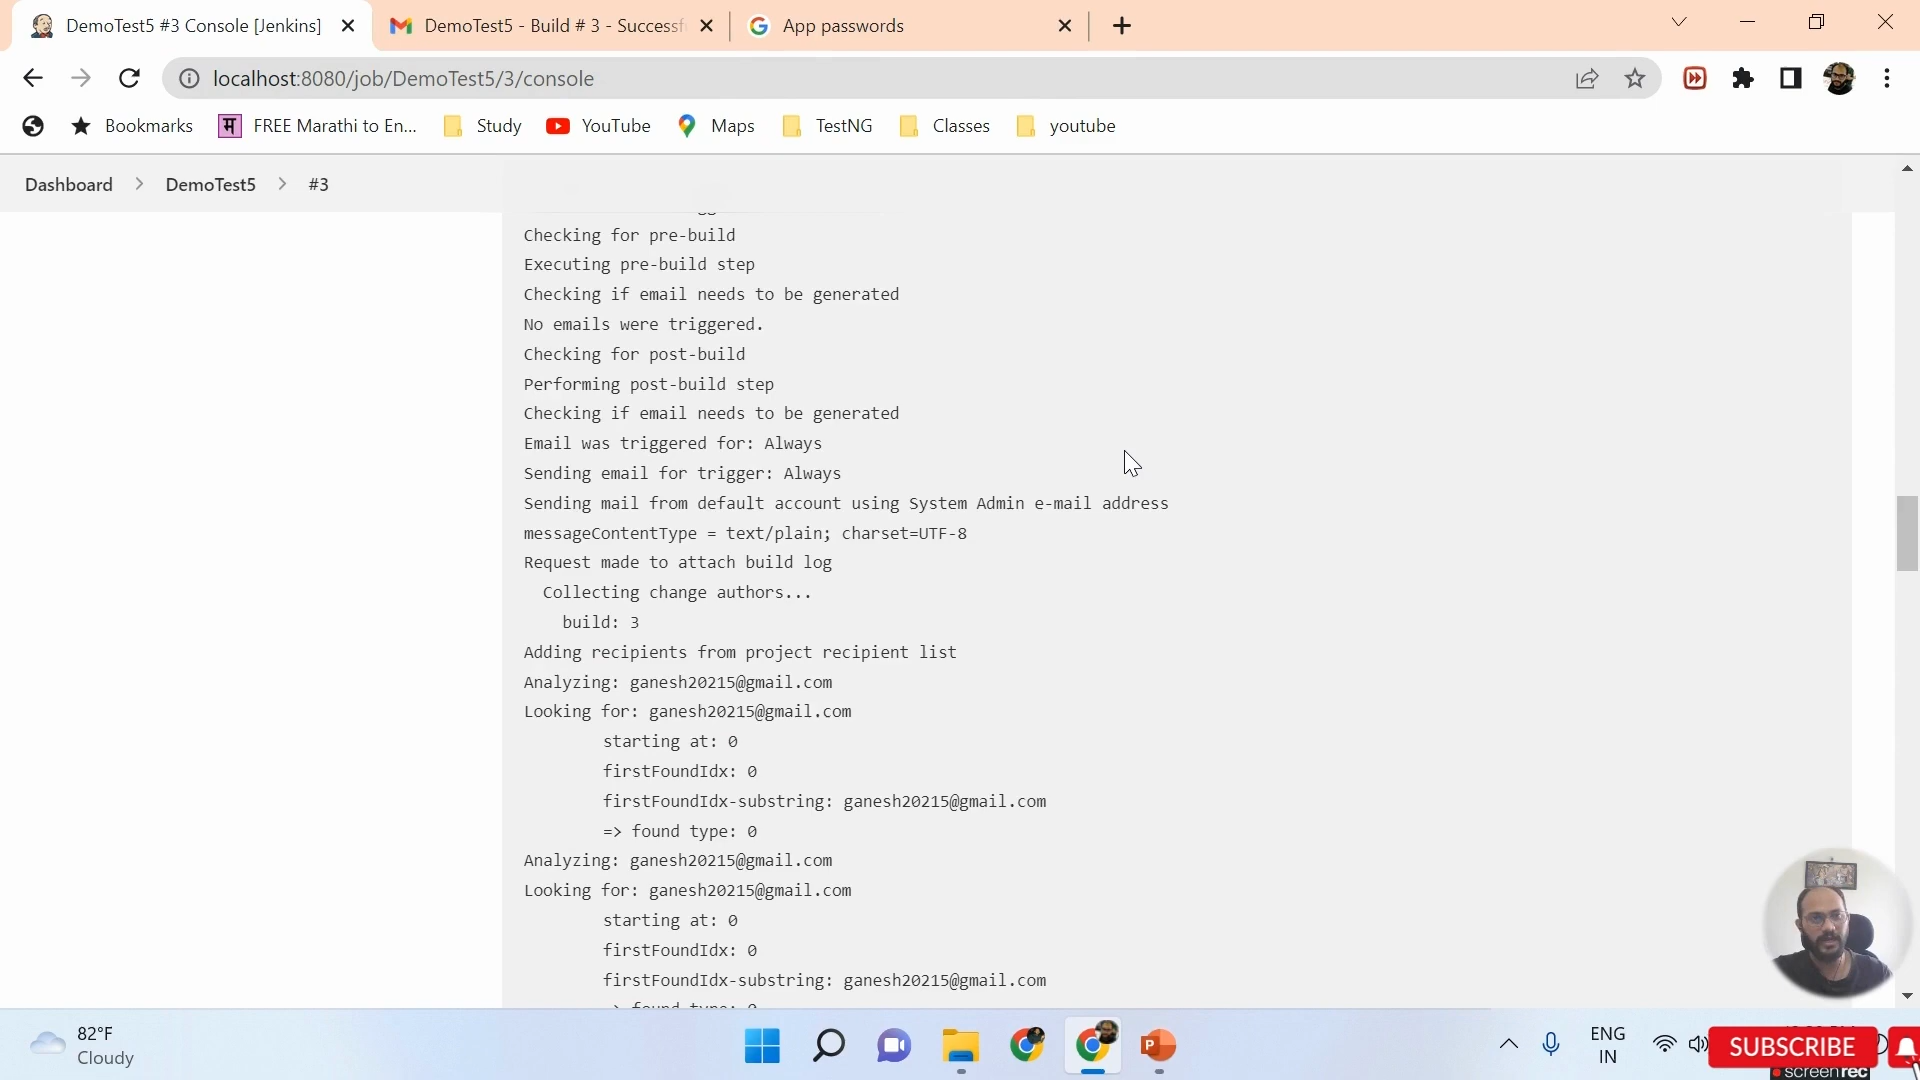 DemoTest5 #3 Console [Jenkins]
DemoTest5 - Build # 3 - Successf
App passwords
localhost:8080/job/DemoTest5/3/console
Bookmarks
म
FREE Marathi to En...
Study
YouTube
Maps
TestNG
Classes
youtube
Dashboard > DemoTest5 > #3
Checking for pre-build
Executing pre-build step
Checking if email needs to be generated
No emails were triggered.
Checking for post-build
Performing post-build step
Checking if email needs to be generated
Email was triggered for: Always
Sending email for trigger: Always
Sending mail from default account using System Admin e-mail address
messageContentType = text/plain; charset=UTF-8
Request made to attach build log
Collecting change authors...
build: 3
Adding recipients from project recipient list
Analyzing: ganesh20215@gmail.com
Looking for: ganesh20215@gmail.com
starting at: 0
firstFoundIdx: 0
firstFoundIdx-substring: ganesh20215@gmail.com
=> found type: 0
Analyzing: ganesh20215@gmail.com
Looking for: ganesh20215@gmail.com
starting at: 0
firstFoundIdx: 0
firstFoundIdx-substring: ganesh20215@gmail.com
82°F
Cloudy
P
ENG
IN
SUBSCRIBE
screenrec